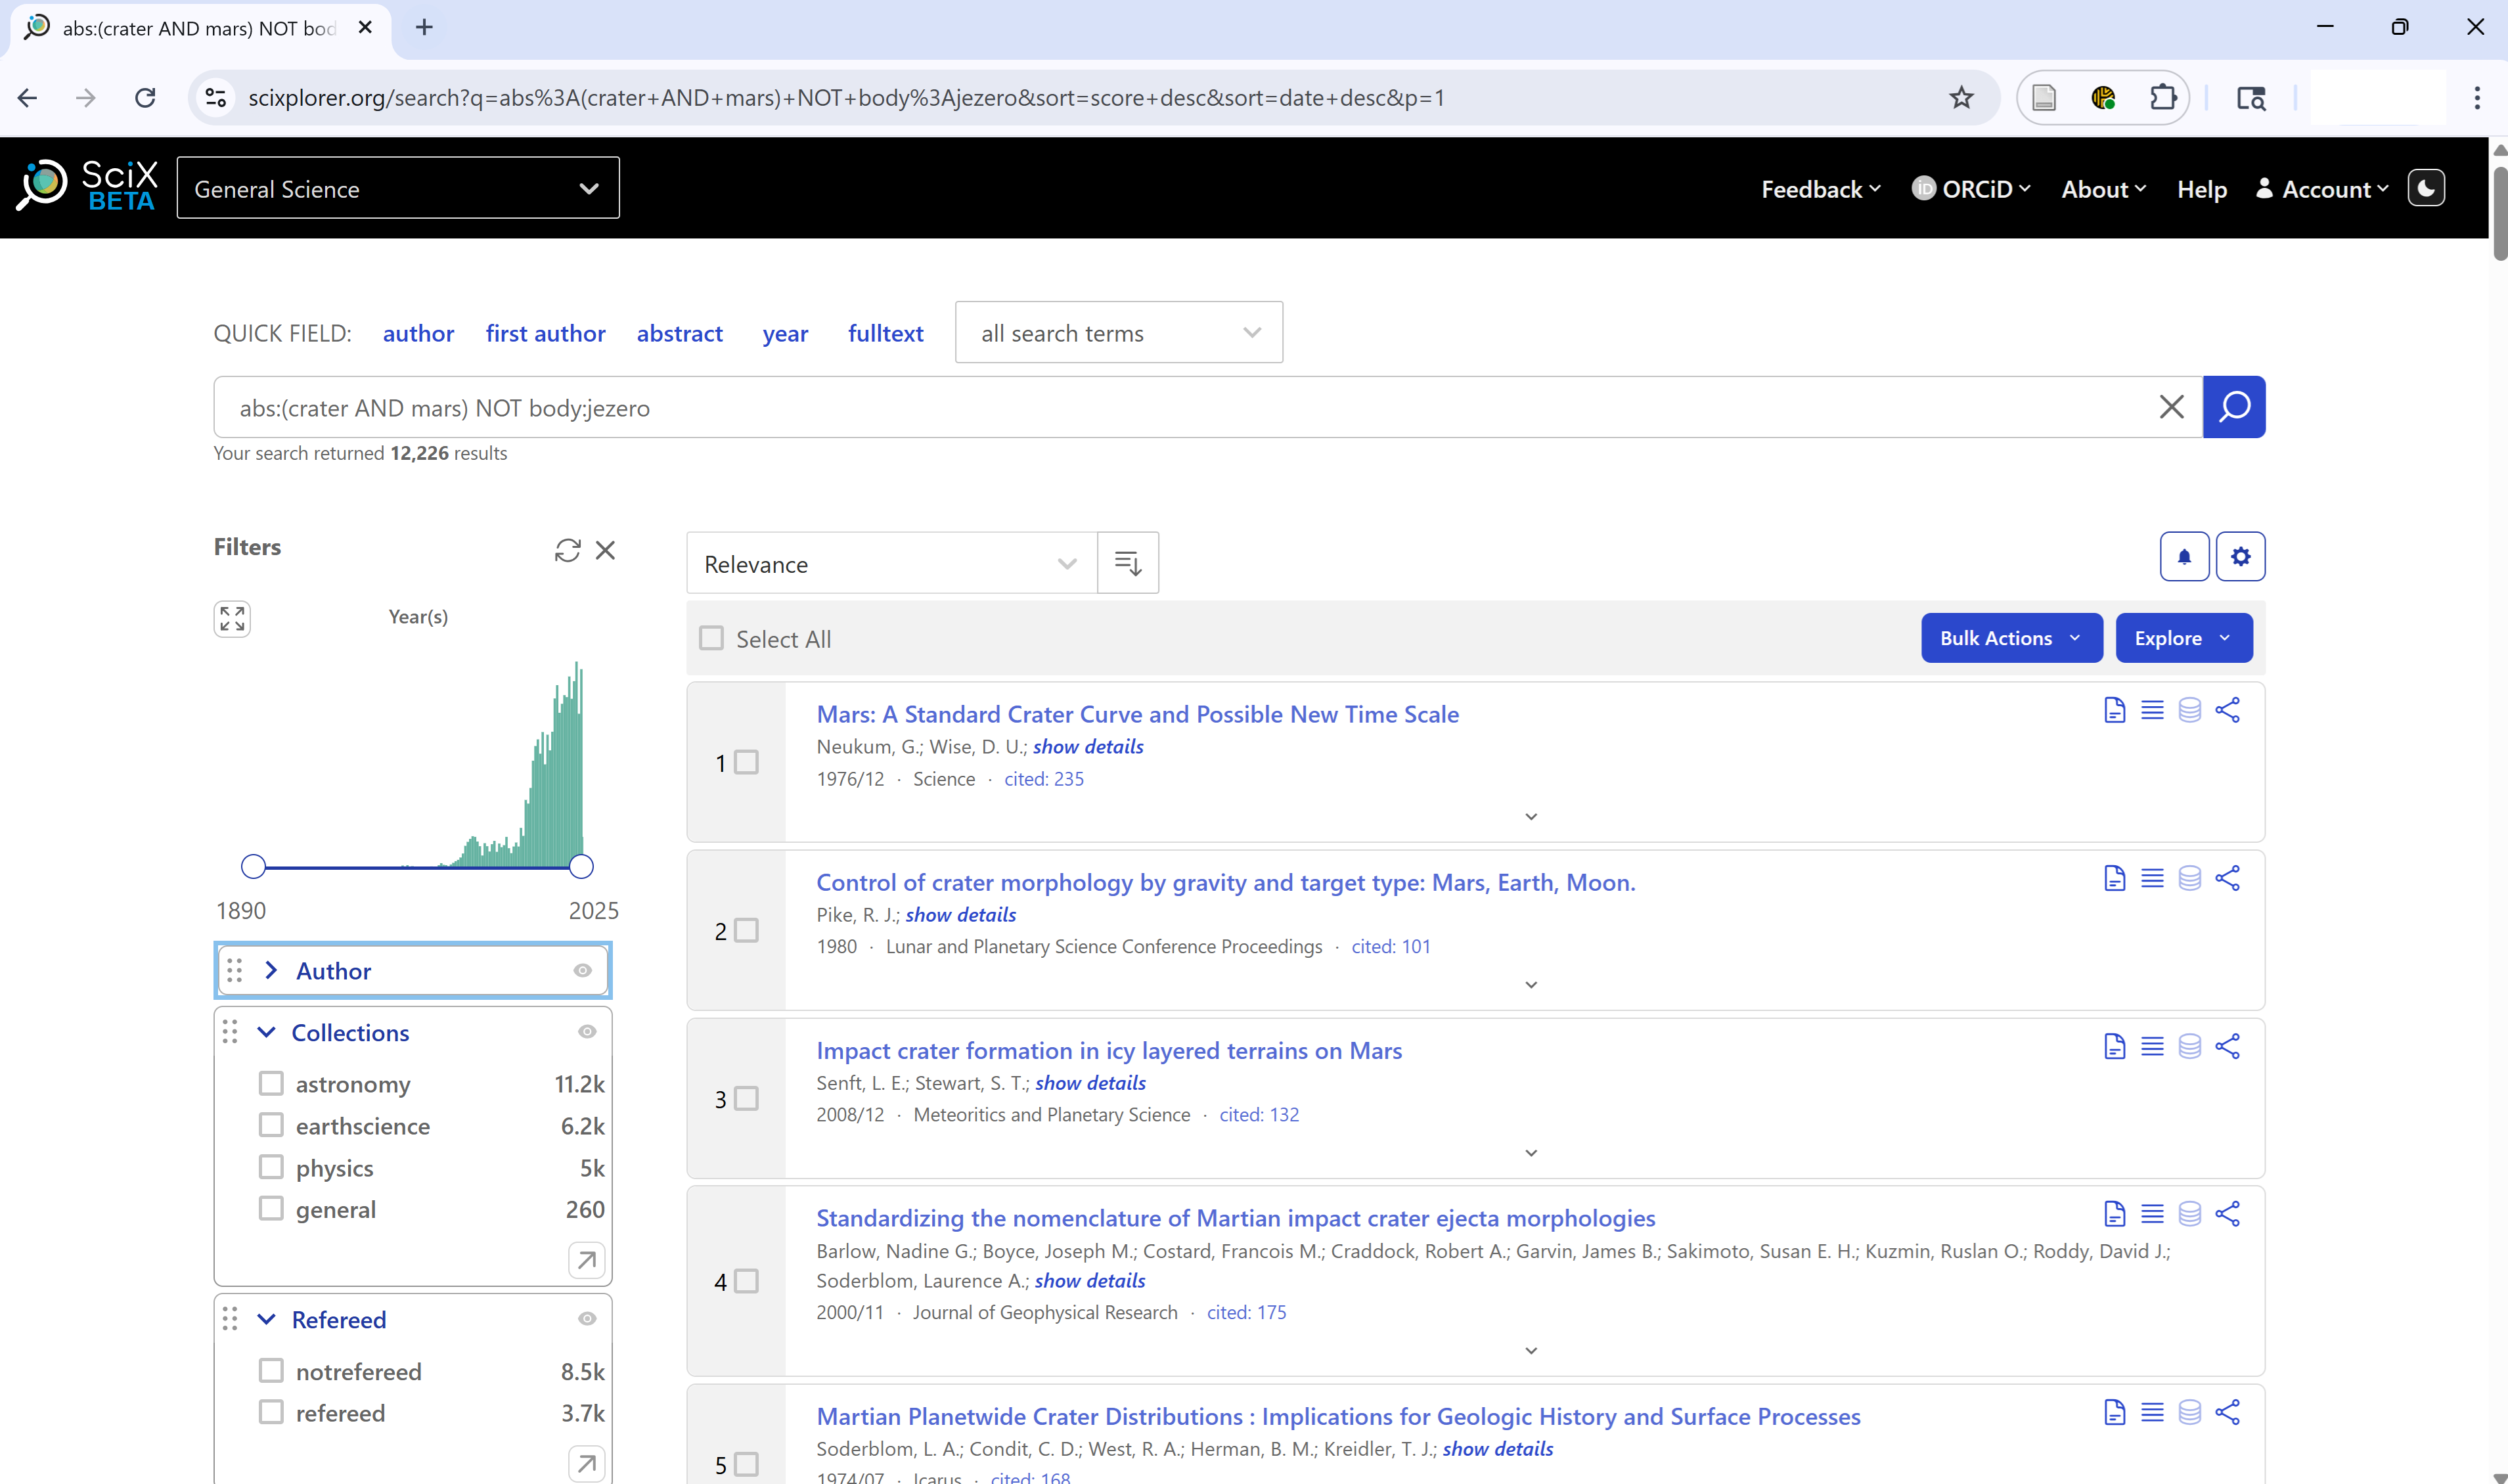 abs:(crater AND mars) NOT bod
scixplorer.org/search?q=abs%3A(crater+AND+mars)+NOT+body%3Ajezero&sort=score+desc&sort=date+desc&p=1
SciX
BETA
General Science
Feedback
iD ORCiD
About
Help
Account
QUICK FIELD: author first author abstract year fulltext all search terms
abs:(crater AND mars) NOT body:jezero
Your search returned 12,226 results
Filters
Year(s)
1890 2025
Author
Collections
astronomy 11.2k
earthscience 6.2k
physics 5k
general 260
Refereed
notrefereed 8.5k
refereed 3.7k
Relevance
Select All
Bulk Actions
Explore
1
Mars: A Standard Crater Curve and Possible New Time Scale
Neukum, G.; Wise, D. U.; show details
1976/12 · Science · cited: 235
2
Control of crater morphology by gravity and target type: Mars, Earth, Moon.
Pike, R. J.; show details
1980 · Lunar and Planetary Science Conference Proceedings · cited: 101
3
Impact crater formation in icy layered terrains on Mars
Senft, L. E.; Stewart, S. T.; show details
2008/12 · Meteoritics and Planetary Science · cited: 132
4
Standardizing the nomenclature of Martian impact crater ejecta morphologies
Barlow, Nadine G.; Boyce, Joseph M.; Costard, Francois M.; Craddock, Robert A.; Garvin, James B.; Sakimoto, Susan E. H.; Kuzmin, Ruslan O.; Roddy, David J.;
Soderblom, Laurence A.; show details
2000/11 · Journal of Geophysical Research · cited: 175
5
Martian Planetwide Crater Distributions : Implications for Geologic History and Surface Processes
Soderblom, L. A.; Condit, C. D.; West, R. A.; Herman, B. M.; Kreidler, T. J.; show details
1974/07 · Icarus · cited: 168